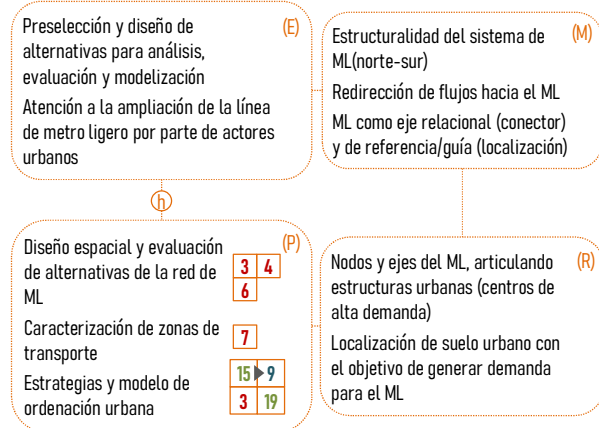 Preselección y diseño de (E)
alternativas para análisis,
evaluación y modelización
Atención a la ampliación de la línea
de metro ligero por parte de actores
urbanos
Estructuralidad del sistema de (M)
ML(norte-sur)
Redirección de flujos hacia el ML
ML como eje relacional (conector)
y de referencia/guía (localización)
h
Diseño espacial y evaluación (P)
de alternativas de la red de 3 4
ML 6
Caracterización de zonas de 7
transporte
Estrategias y modelo de 15 9
ordenación urbana 3 19
Nodos y ejes del ML, articulando (R)
estructuras urbanas (centros de
alta demanda)
Localización de suelo urbano con
el objetivo de generar demanda
para el ML